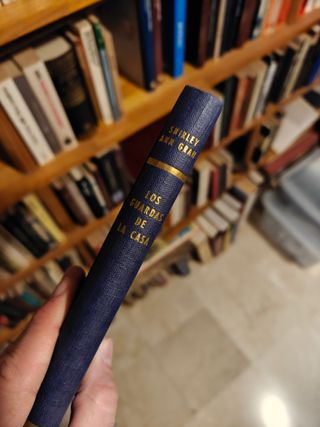 SHIRLEY
ANN GRAU
LOS
GUARDAS
DE
LA CASA